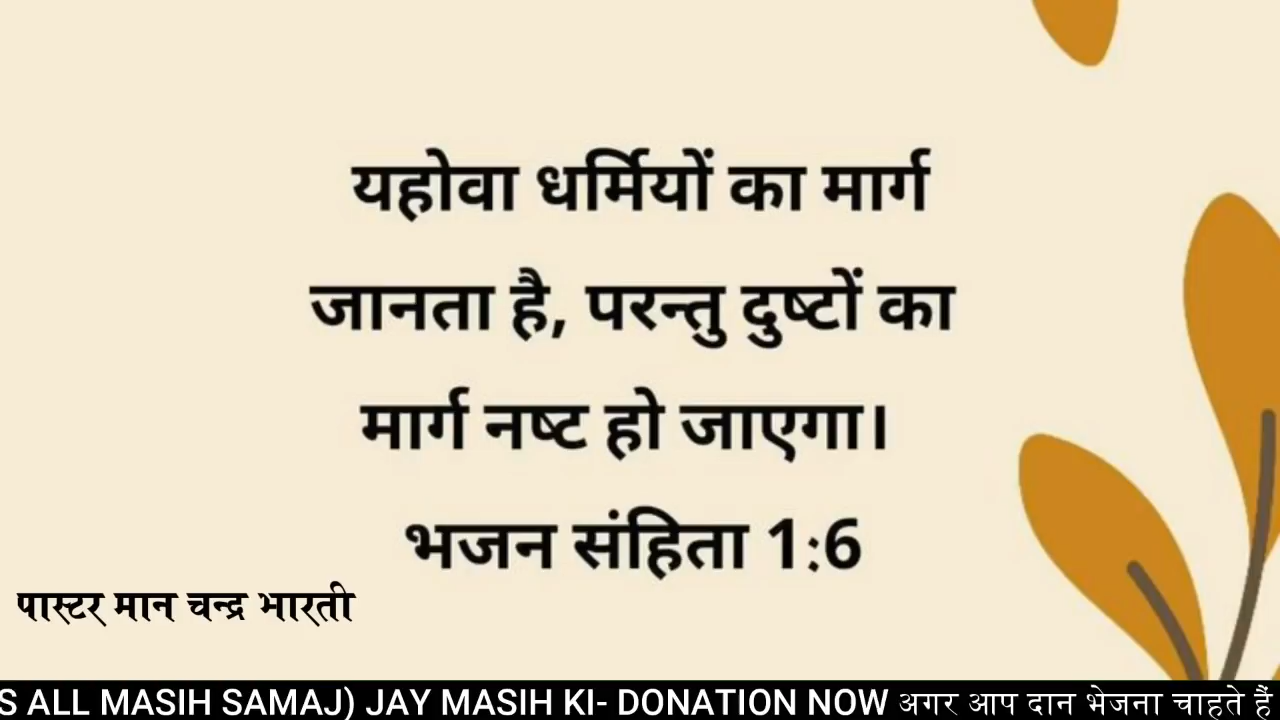 यहोवा धर्मियों का मार्ग
जानता है, परन्तु दुष्टों का
मार्ग नष्ट हो जाएगा।
भजन संहिता 1:6
पास्टर मान चन्द्र भारती
S ALL MASIH SAMAJ) JAY MASIH KI- DONATION NOW अगर आप दान भेजना चाहते हैं